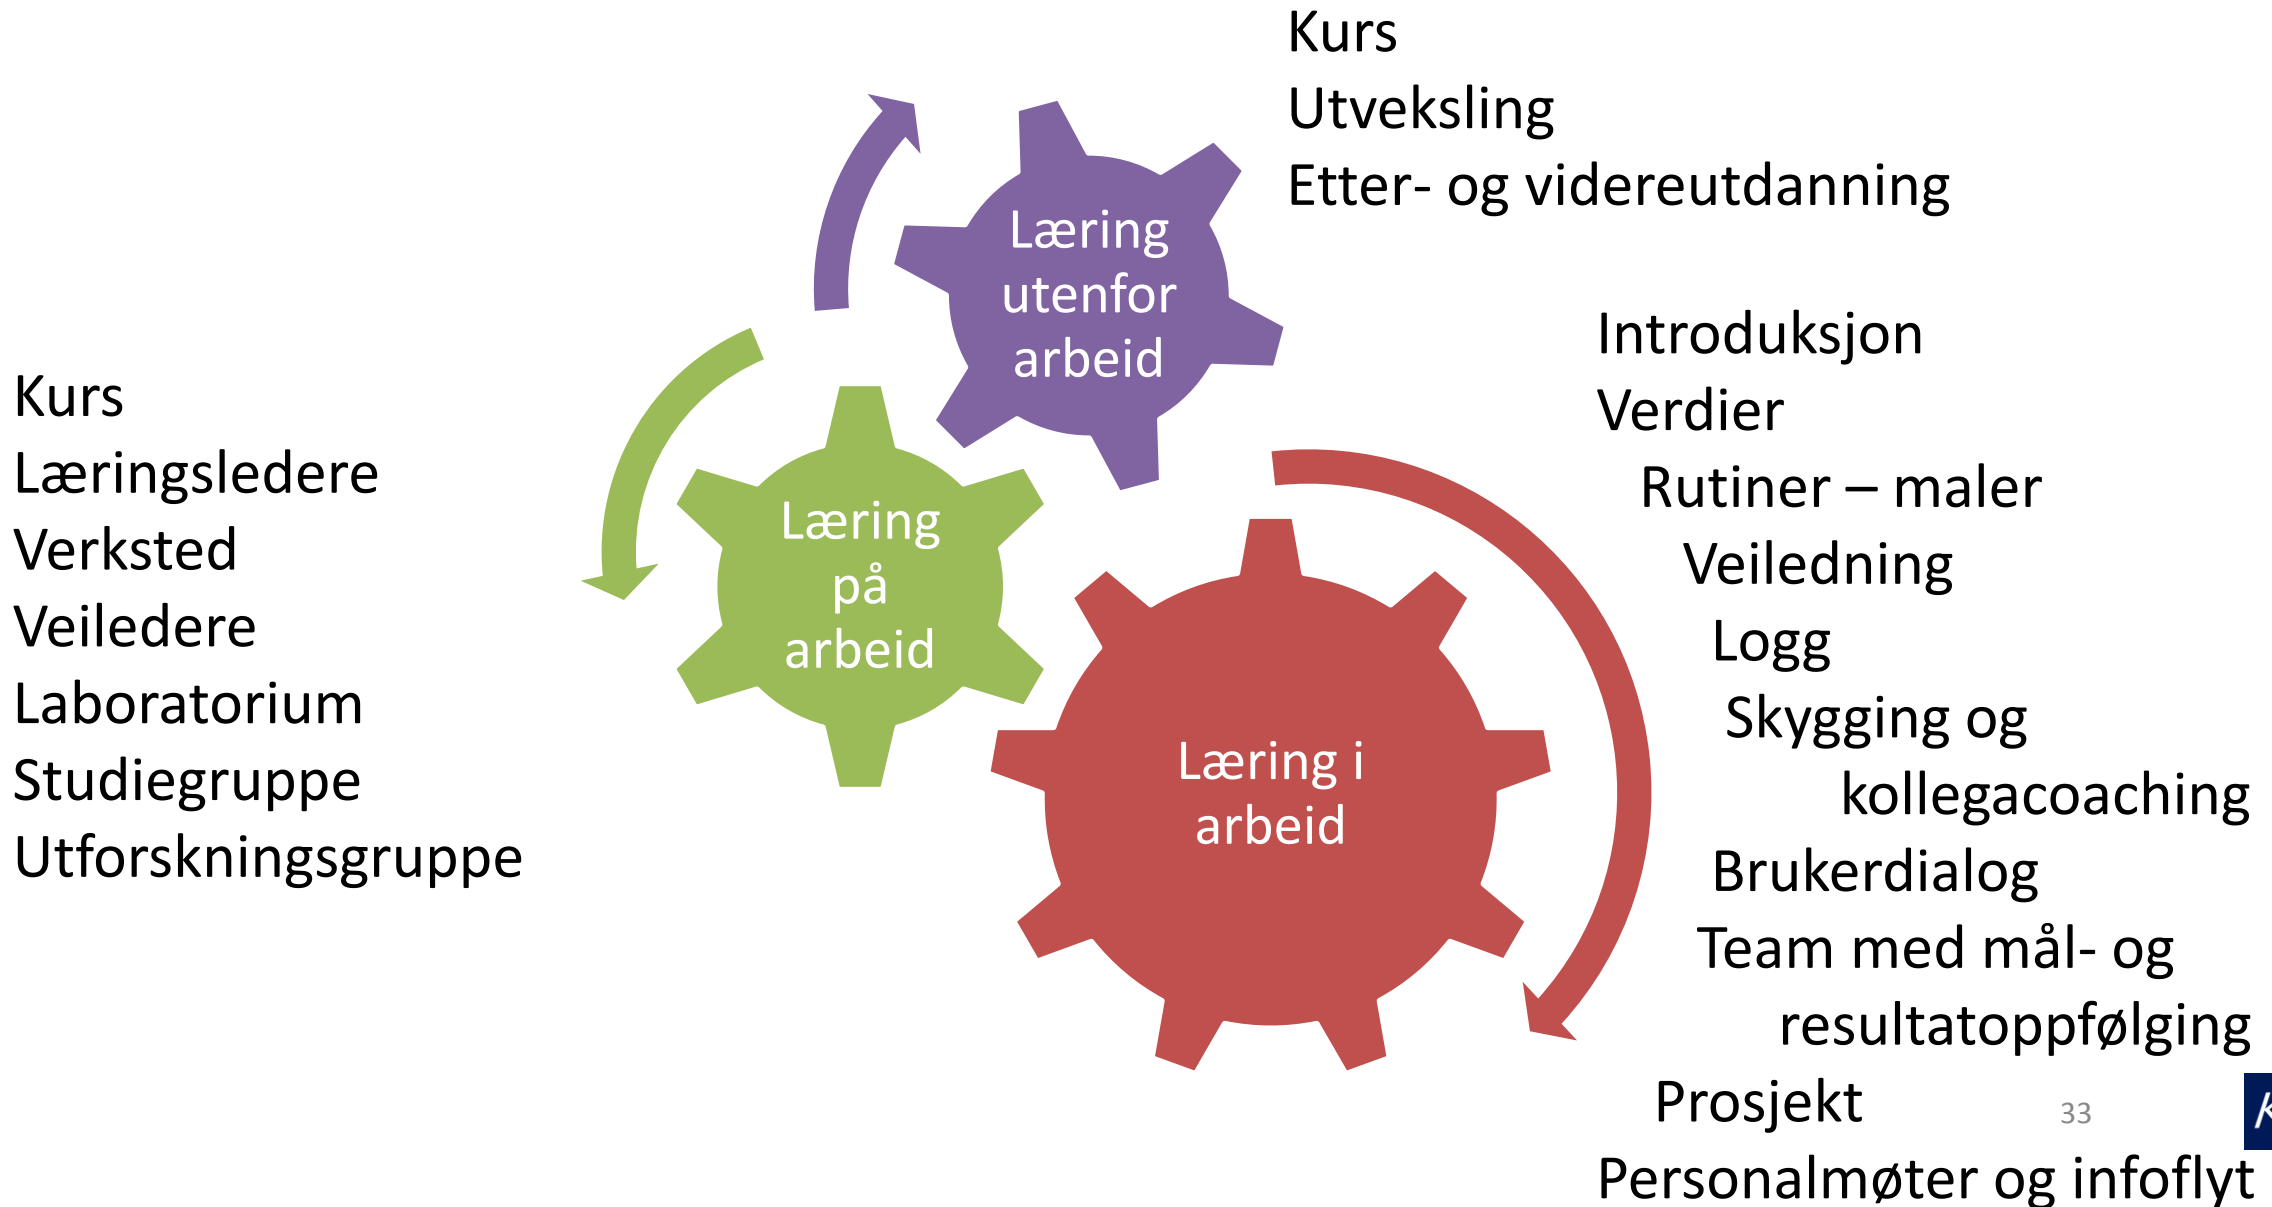 Kurs
Utveksling
Etter- og videreutdanning
Læring
utenfor
arbeid
Kurs
Læringsledere
Verksted
Veiledere
Laboratorium
Studiegruppe
Utforskningsgruppe
Læring
på
arbeid
Læring i
arbeid
Introduksjon
Verdier
Rutiner – maler
Veiledning
Logg
Skygging og
kollegacoaching
Brukerdialog
Team med mål- og
resultatoppfølging
Prosjekt
Personalmøter og infoflyt
33